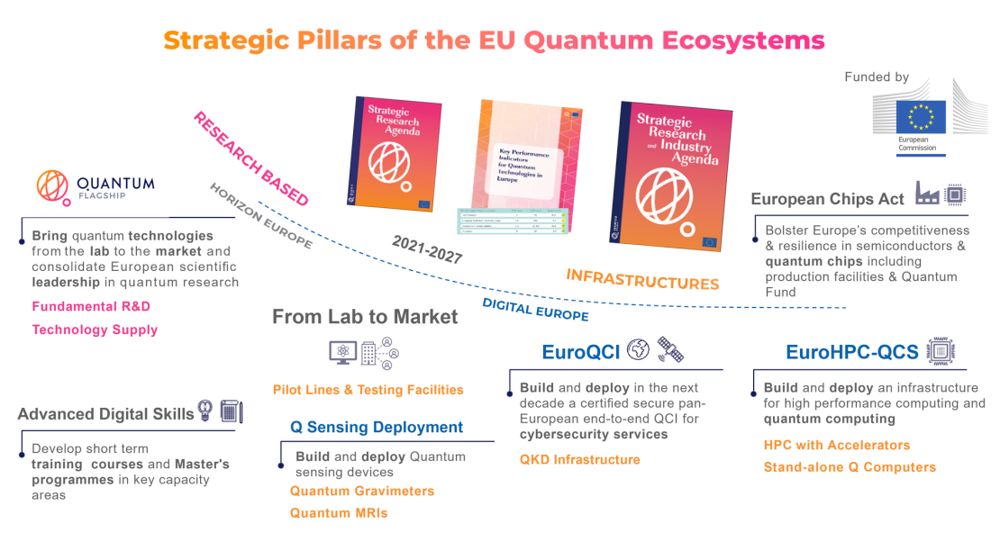 Strategic Pillars of the EU Quantum Ecosystems
Funded by
European
Commission
RESEARCH BASED
HORIZON EUROPE
2021-2027
INFRASTRUCTURES
DIGITAL EUROPE
Strategic
Research
Agenda
Key Performance
Indicators
for Quantum
Technologies in
Europe
Strategic
Research
and Industry
Agenda
QUANTUM
FLAGSHIP
Bring quantum technologies
from the lab to the market and
consolidate European scientific
leadership in quantum research
Fundamental R&D
Technology Supply
Advanced Digital Skills
Develop short term
training courses and Master's
programmes in key capacity
areas
From Lab to Market
Pilot Lines & Testing Facilities
Q Sensing Deployment
Build and deploy Quantum
sensing devices
Quantum Gravimeters
Quantum MRIs
EuroQCI
Build and deploy in the next
decade a certified secure pan-
European end-to-end QCI for
cybersecurity services
QKD Infrastructure
European Chips Act
Bolster Europe's competitiveness
& resilience in semiconductors &
quantum chips including
production facilities & Quantum
Fund
EuroHPC-QCS
Build and deploy an infrastructure
for high performance computing and
quantum computing
HPC with Accelerators
Stand-alone Q Computers